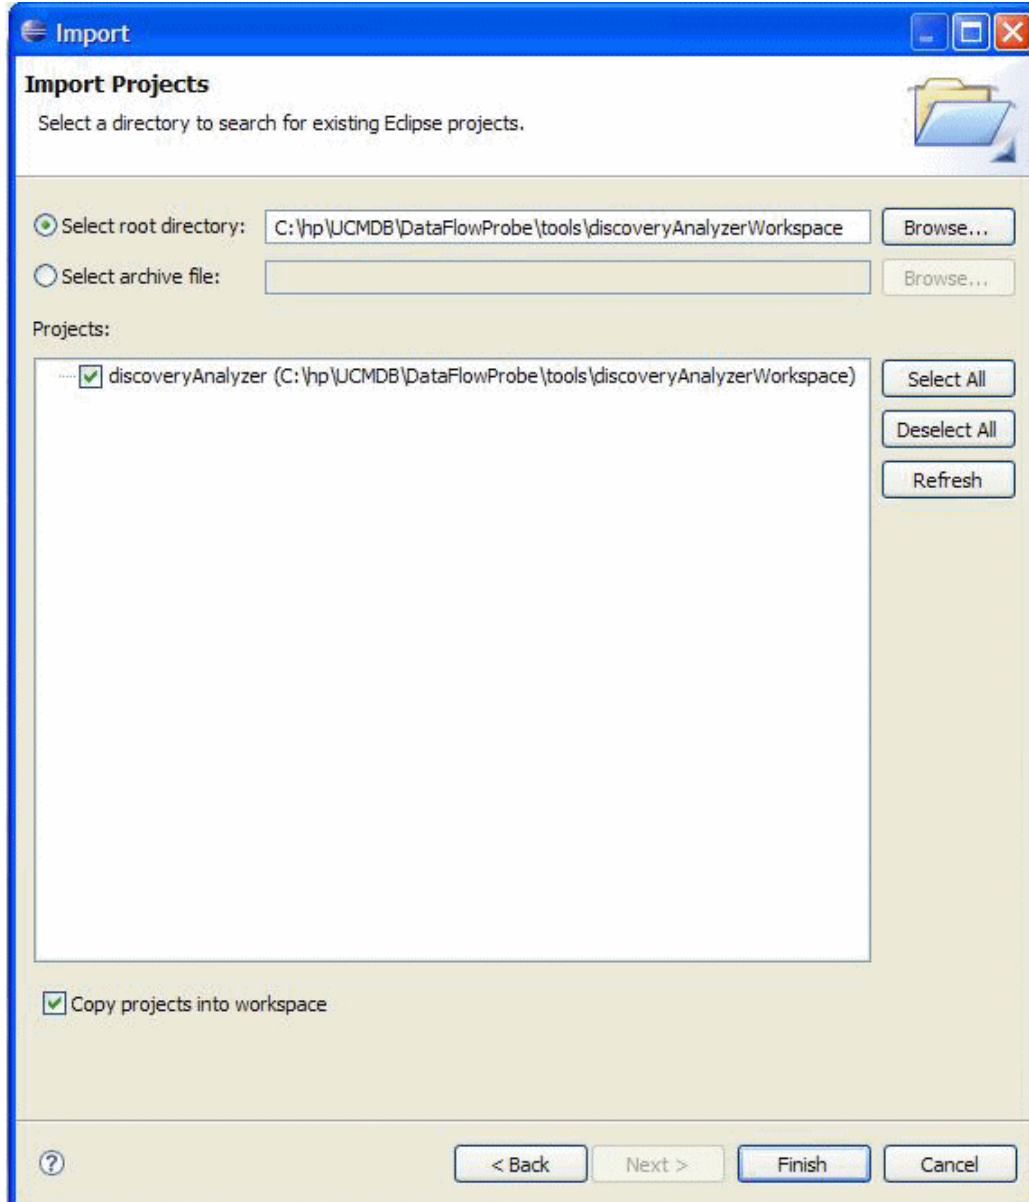 Import
Import Projects
Select a directory to search for existing Eclipse projects.
Select root directory: C:\hp\UCMDB\DataFlowProbe\tools\discoveryAnalyzerWorkspace Browse...
Select archive file: Browse...
Projects:
discoveryAnalyzer (C:\hp\UCMDB\DataFlowProbe\tools\discoveryAnalyzerWorkspace) Select All
Deselect All
Refresh
Copy projects into workspace
? < Back Next > Finish Cancel